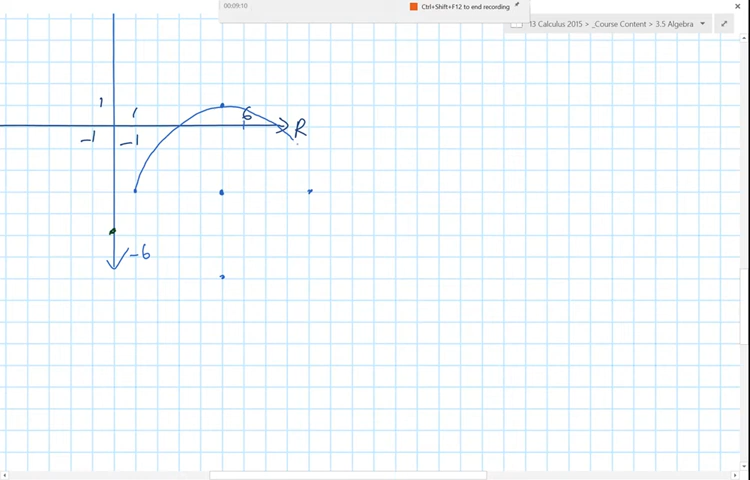 00:09:10 Ctrl+Shift+F12 to end recording
13 Calculus 2015 > _Course Content > 3.5 Algebra
1
1
6
R
-1
-1
-6